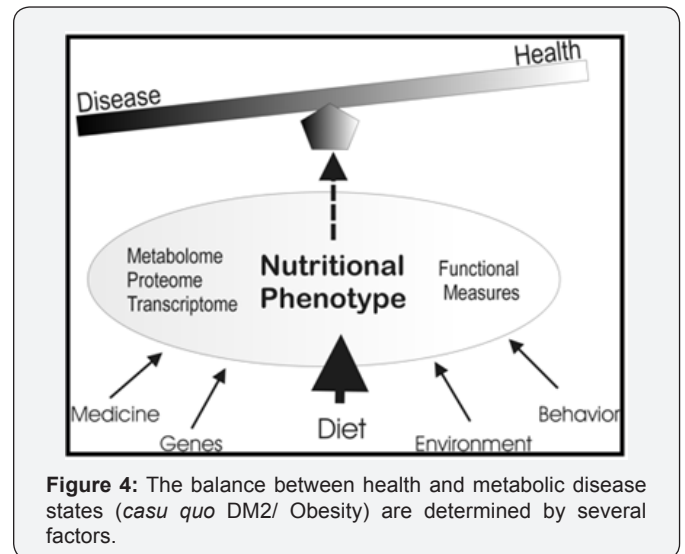 Health
Disease
Metabolome
Proteome
Transcriptome
Nutritional
Phenotype
Functional
Measures
Medicine
Genes
Diet
Environment
Behavior
Figure 4: The balance between health and metabolic disease
states (casu quo DM2/ Obesity) are determined by several
factors.